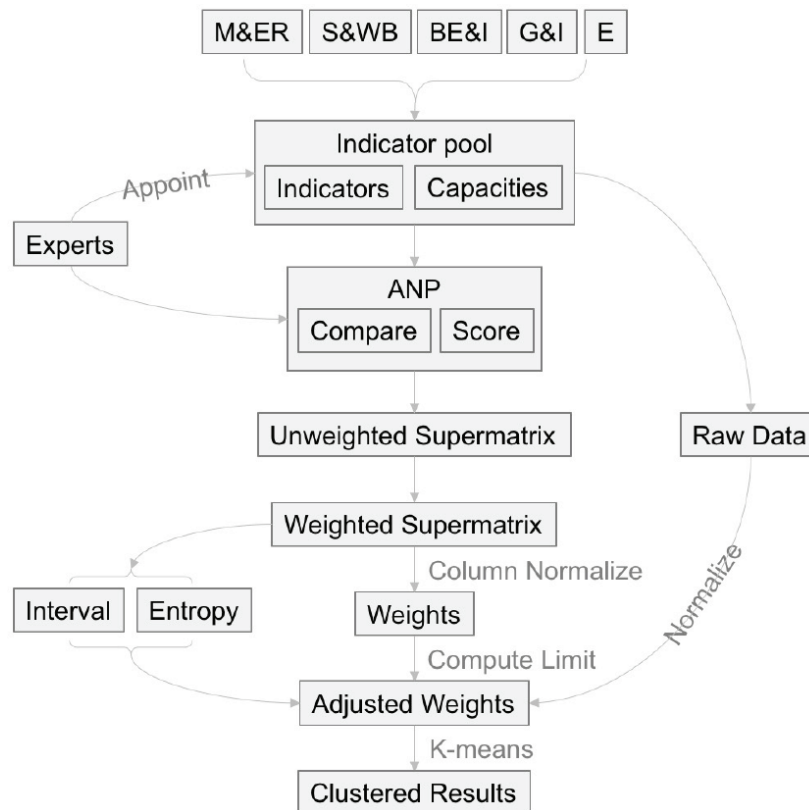 M&ER S&WB BE&I G&I E
Indicator pool
Appoint
Indicators Capacities
Experts
ANP
Compare Score
Unweighted Supermatrix
Raw Data
Weighted Supermatrix
Column Normalize
Normalize
Interval Entropy
Weights
Compute Limit
Adjusted Weights
K-means
Clustered Results